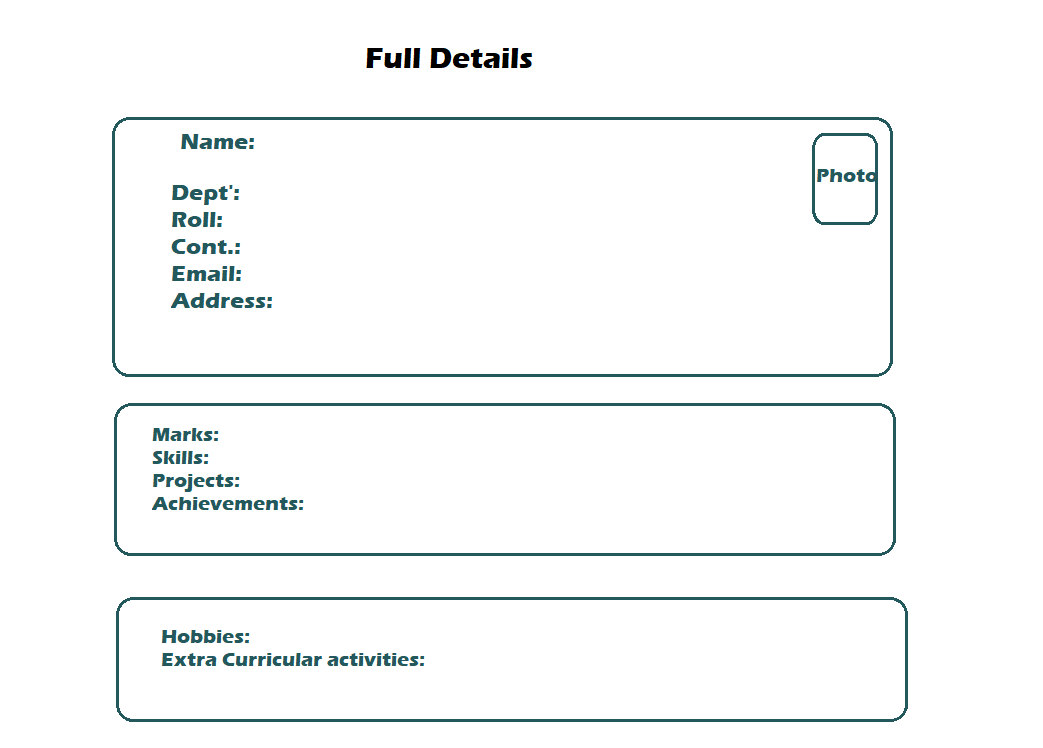 Full Details
Name:
Photo
Dept':
Roll:
Cont.:
Email:
Address:
Marks:
Skills:
Projects:
Achievements:
Hobbies:
Extra Curricular activities: